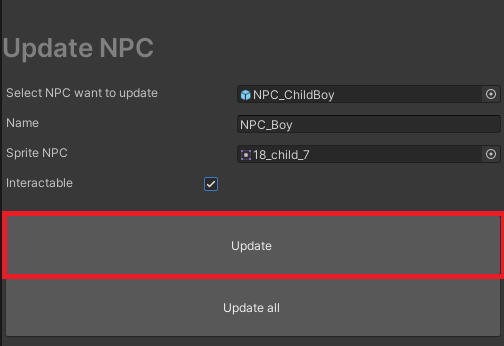 Update NPC
Select NPC want to update NPC_ChildBoy
Name NPC_Boy
Sprite NPC 18_child_7
Interactable
Update
Update all